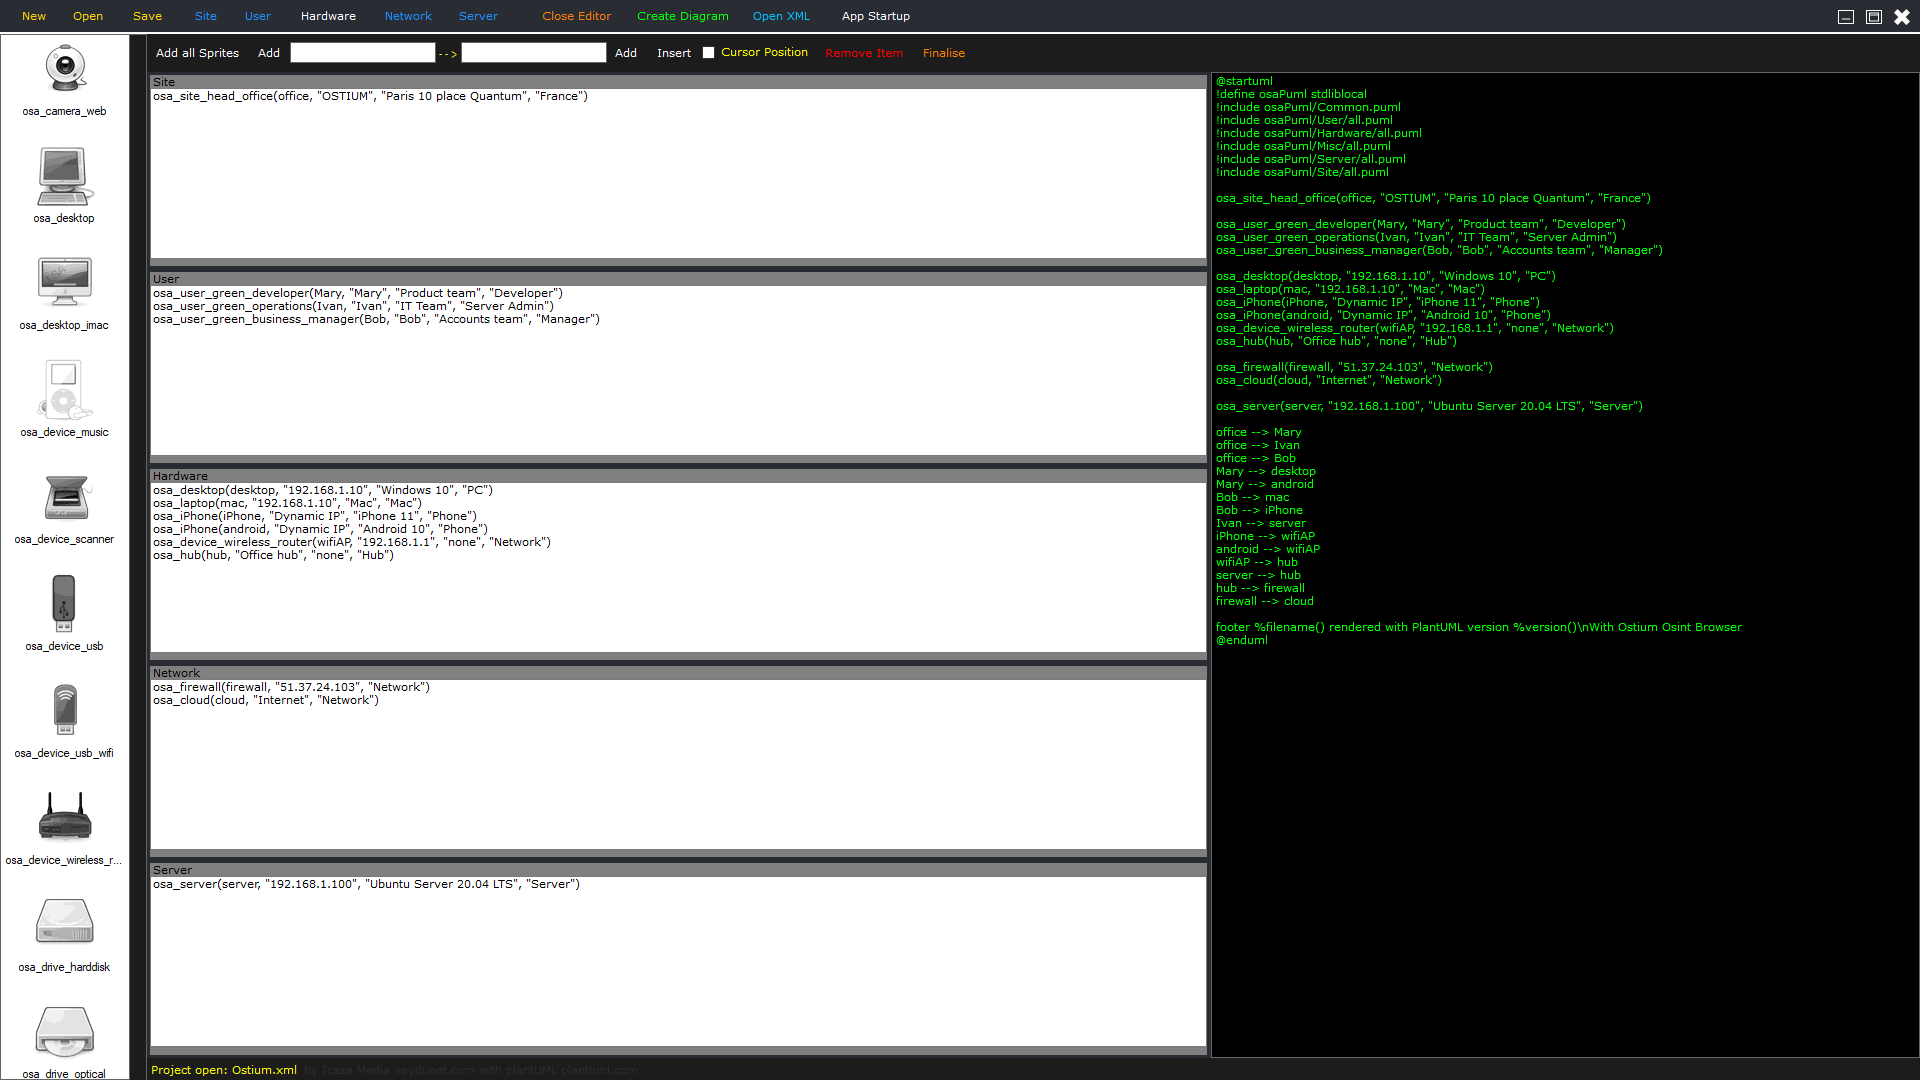 New Open Save Site User Hardware Network Server Close Editor Create Diagram Open XML App Startup
Add all Sprites Add --> Add Insert Cursor Position Remove Item Finalise
osa_camera_web
osa_desktop
osa_desktop_imac
osa_device_music
osa_device_scanner
osa_device_usb
osa_device_usb_wifi
osa_device_wireless_r...
osa_drive_harddisk
osa_drive_optical
Site
osa_site_head_office(office, "OSTIUM", "Paris 10 place Quantum", "France")
User
osa_user_green_developer(Mary, "Mary", "Product team", "Developer")
osa_user_green_operations(Ivan, "Ivan", "IT Team", "Server Admin")
osa_user_green_business_manager(Bob, "Bob", "Accounts team", "Manager")
Hardware
osa_desktop(desktop, "192.168.1.10", "Windows 10", "PC")
osa_laptop(mac, "192.168.1.10", "Mac", "Mac")
osa_iPhone(iPhone, "Dynamic IP", "iPhone 11", "Phone")
osa_iPhone(android, "Dynamic IP", "Android 10", "Phone")
osa_device_wireless_router(wifiAP, "192.168.1.1", "none", "Network")
osa_hub(hub, "Office hub", "none", "Hub")
Network
osa_firewall(firewall, "51.37.24.103", "Network")
osa_cloud(cloud, "Internet", "Network")
Server
osa_server(server, "192.168.1.100", "Ubuntu Server 20.04 LTS", "Server")
@startuml
!define osaPuml stdliblocal
!include osaPuml/Common.puml
!include osaPuml/User/all.puml
!include osaPuml/Hardware/all.puml
!include osaPuml/Misc/all.puml
!include osaPuml/Server/all.puml
!include osaPuml/Site/all.puml
osa_site_head_office(office, "OSTIUM", "Paris 10 place Quantum", "France")
osa_user_green_developer(Mary, "Mary", "Product team", "Developer")
osa_user_green_operations(Ivan, "Ivan", "IT Team", "Server Admin")
osa_user_green_business_manager(Bob, "Bob", "Accounts team", "Manager")
osa_desktop(desktop, "192.168.1.10", "Windows 10", "PC")
osa_laptop(mac, "192.168.1.10", "Mac", "Mac")
osa_iPhone(iPhone, "Dynamic IP", "iPhone 11", "Phone")
osa_iPhone(android, "Dynamic IP", "Android 10", "Phone")
osa_device_wireless_router(wifiAP, "192.168.1.1", "none", "Network")
osa_hub(hub, "Office hub", "none", "Hub")
osa_firewall(firewall, "51.37.24.103", "Network")
osa_cloud(cloud, "Internet", "Network")
osa_server(server, "192.168.1.100", "Ubuntu Server 20.04 LTS", "Server")
office --> Mary
office --> Ivan
office --> Bob
Mary --> desktop
Mary --> android
Bob --> mac
Bob --> iPhone
Ivan --> server
iPhone --> wifiAP
android --> wifiAP
wifiAP --> hub
server --> hub
hub --> firewall
firewall --> cloud
footer %filename() rendered with PlantUML version %version()\nWith Ostium Osint Browser
@enduml
Project open: Ostium.xml by Icaza Media veydunet.com with plantUML plantuml.com